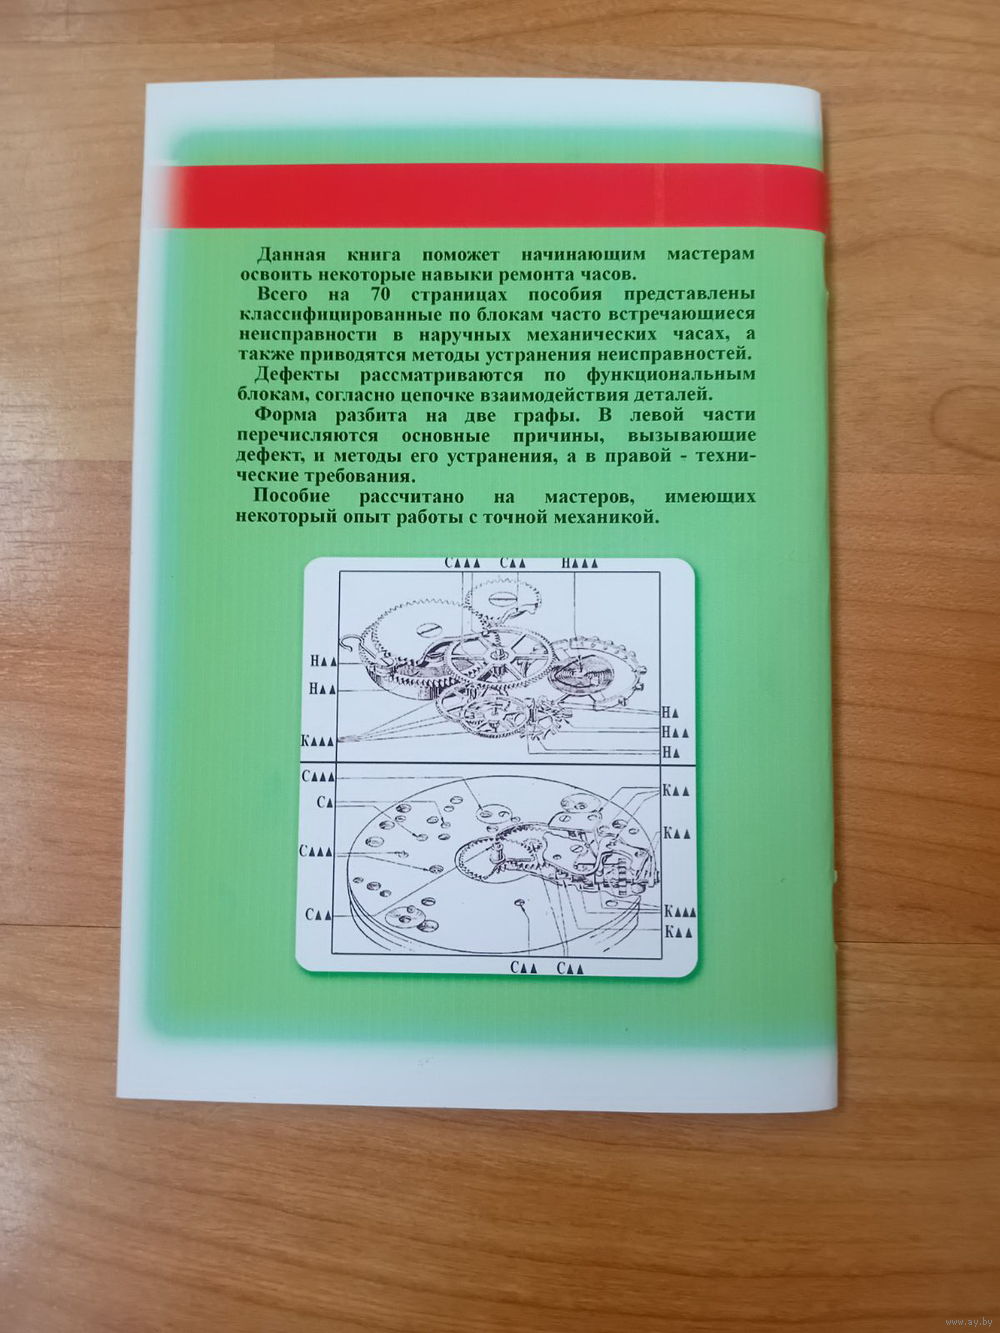 Данная книга поможет начинающим мастерам
освоить некоторые навыки ремонта часов.
Всего на 70 страницах пособия представлены
классифицированные по блокам часто встречающиеся
неисправности в наручных механических часах, а
также приводятся методы устранения неисправностей.
Дефекты рассматриваются по функциональным
блокам, согласно цепочке взаимодействия деталей.
Форма разбита на две графы. В левой части
перечисляются основные причины, вызывающие
дефект, и методы его устранения, а в правой - техни-
ческие требования.
Пособие рассчитано на мастеров, имеющих
некоторый опыт работы с точной механикой.
С▲▲▲ С▲▲ Н▲▲▲
Н▲▲
Н▲▲
Н▲
Н▲▲
К▲▲▲
Н▲
С▲▲▲
К▲▲
С▲
К▲▲
С▲▲▲
С▲▲
К▲▲▲
К▲▲
С▲▲ С▲▲
www.ay.by